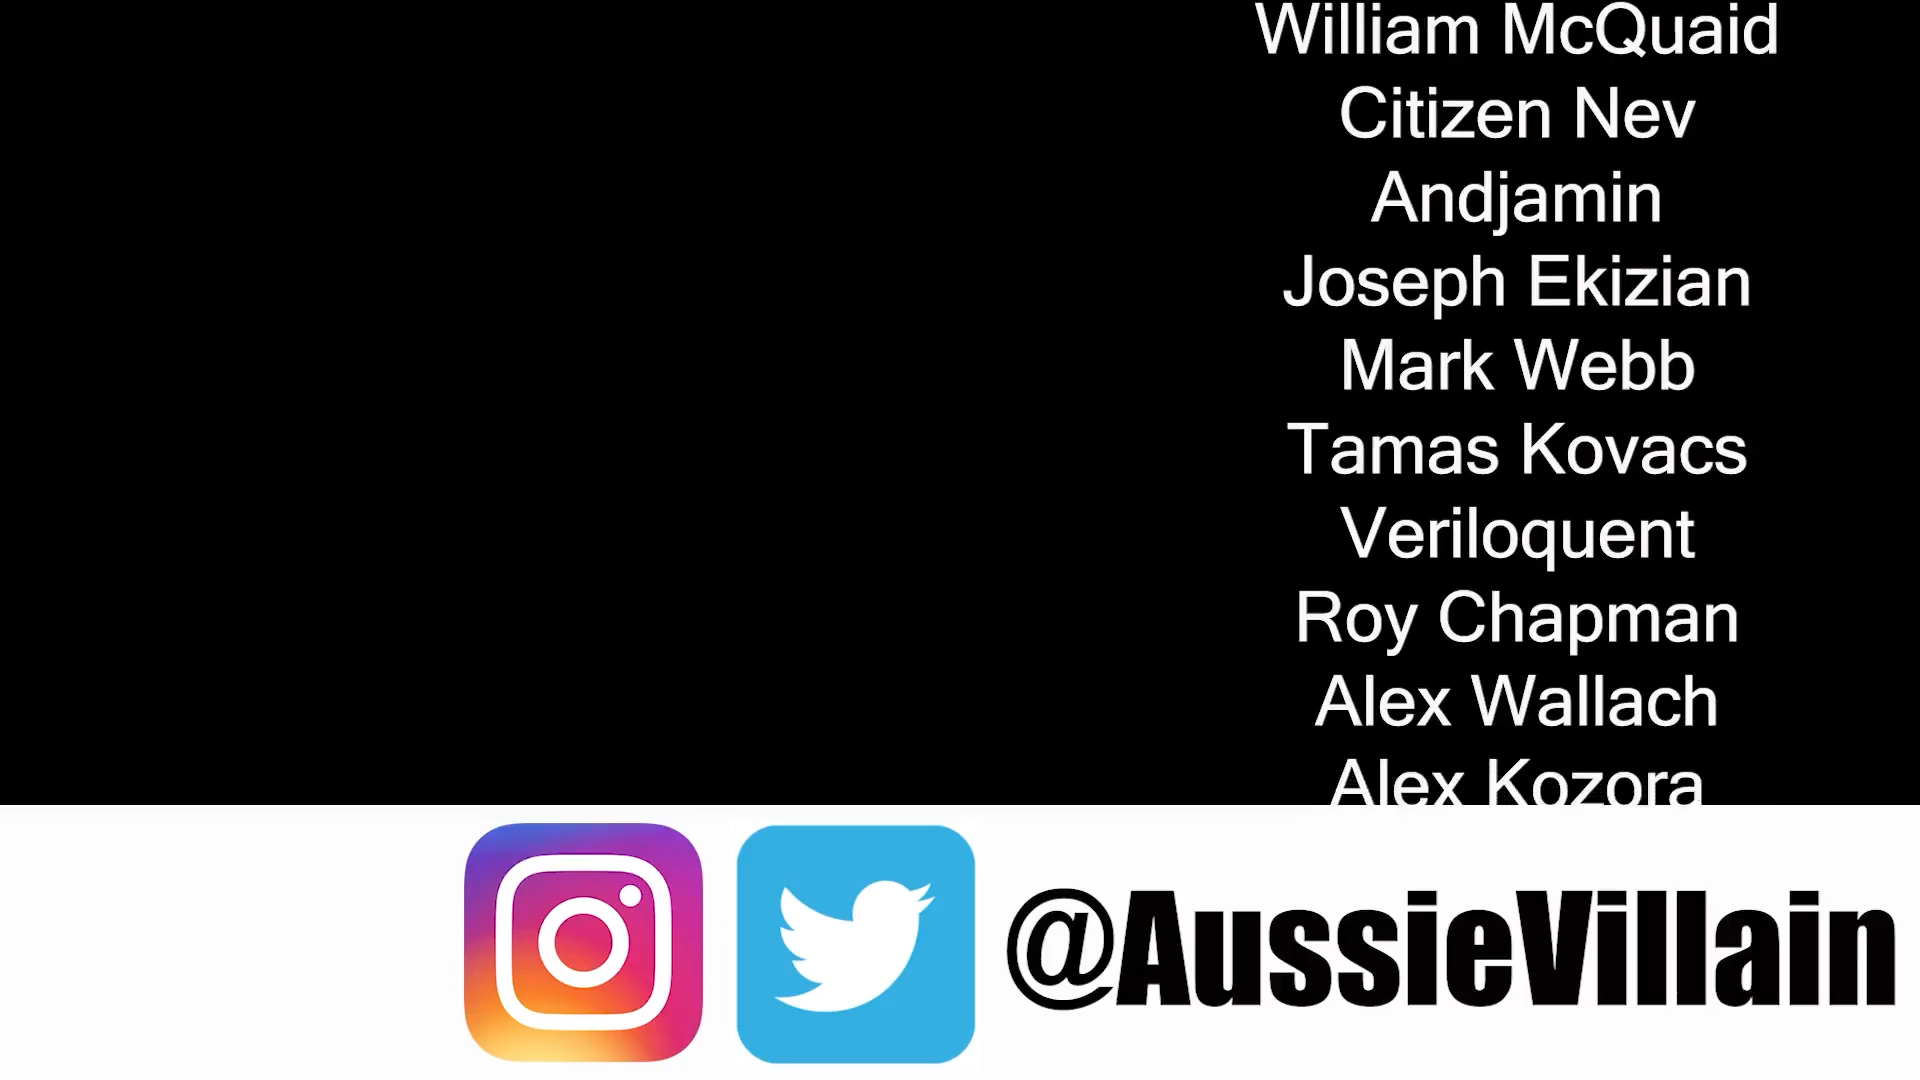 William McQuaid
Citizen Nev
Andjamin
Joseph Ekizian
Mark Webb
Tamas Kovacs
Veriloquent
Roy Chapman
Alex Wallach
Alex Kozora
@AussieVillain